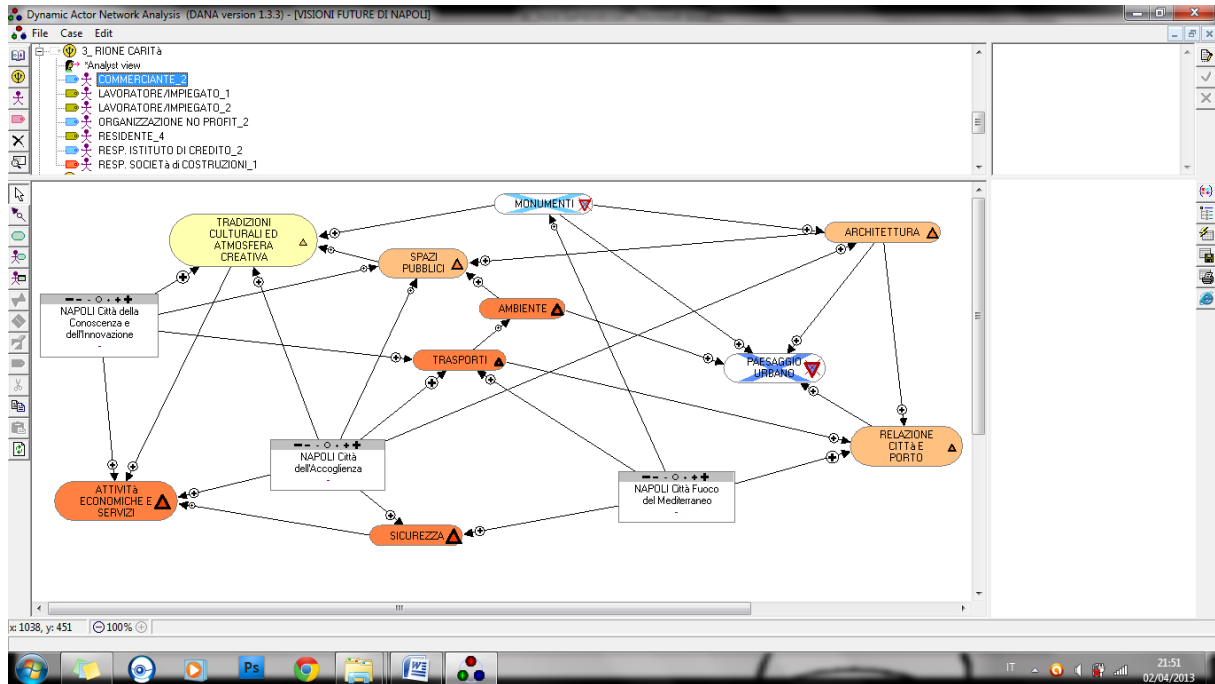 Dynamic Actor Network Analysis (DANA version 1.3.3) - [VISIONI FUTURE DI NAPOLI]
File Case Edit
3_ RIONE CARITà
*Analyst view
COMMERCIANTE_2
LAVORATORE/IMPIEGATO_1
LAVORATORE/IMPIEGATO_2
ORGANIZZAZIONE NO PROFIT_2
RESIDENTE_4
RESP. ISTITUTO DI CREDITO_2
RESP. SOCIETà di COSTRUZIONI_1
MONUMENTI
TRADIZIONI
CULTURALI ED
ATMOSFERA
CREATIVA
ARCHITETTURA
SPAZI
PUBBLICI
AMBIENTE
NAPOLI Città della
Conoscenza e
dell'Innovazione
TRASPORTI
PAESAGGIO
URBANO
RELAZIONE
CITTà E
PORTO
NAPOLI Città
dell'Accoglienza
NAPOLI Città Fuoco
del Mediterraneo
ATTIVITà
ECONOMICHE E
SERVIZI
SICUREZZA
x: 1038, y: 451 100%
Ps
IT
21:51
02/04/2013